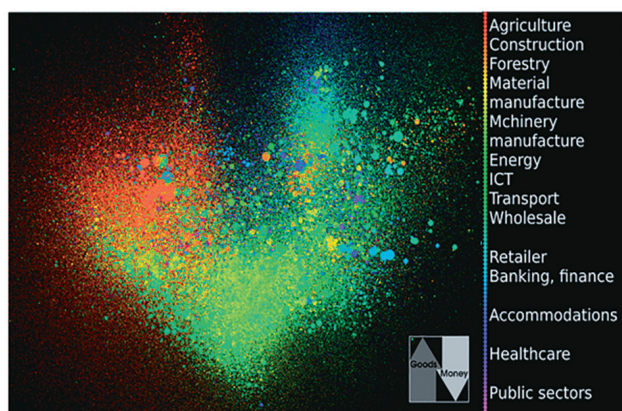 Agriculture
Construction
Forestry
Material
manufacture
Mchinery
manufacture
Energy
ICT
Transport
Wholesale
Retailer
Banking, finance
Accommodations
Healthcare
Public sectors
Goods
Money